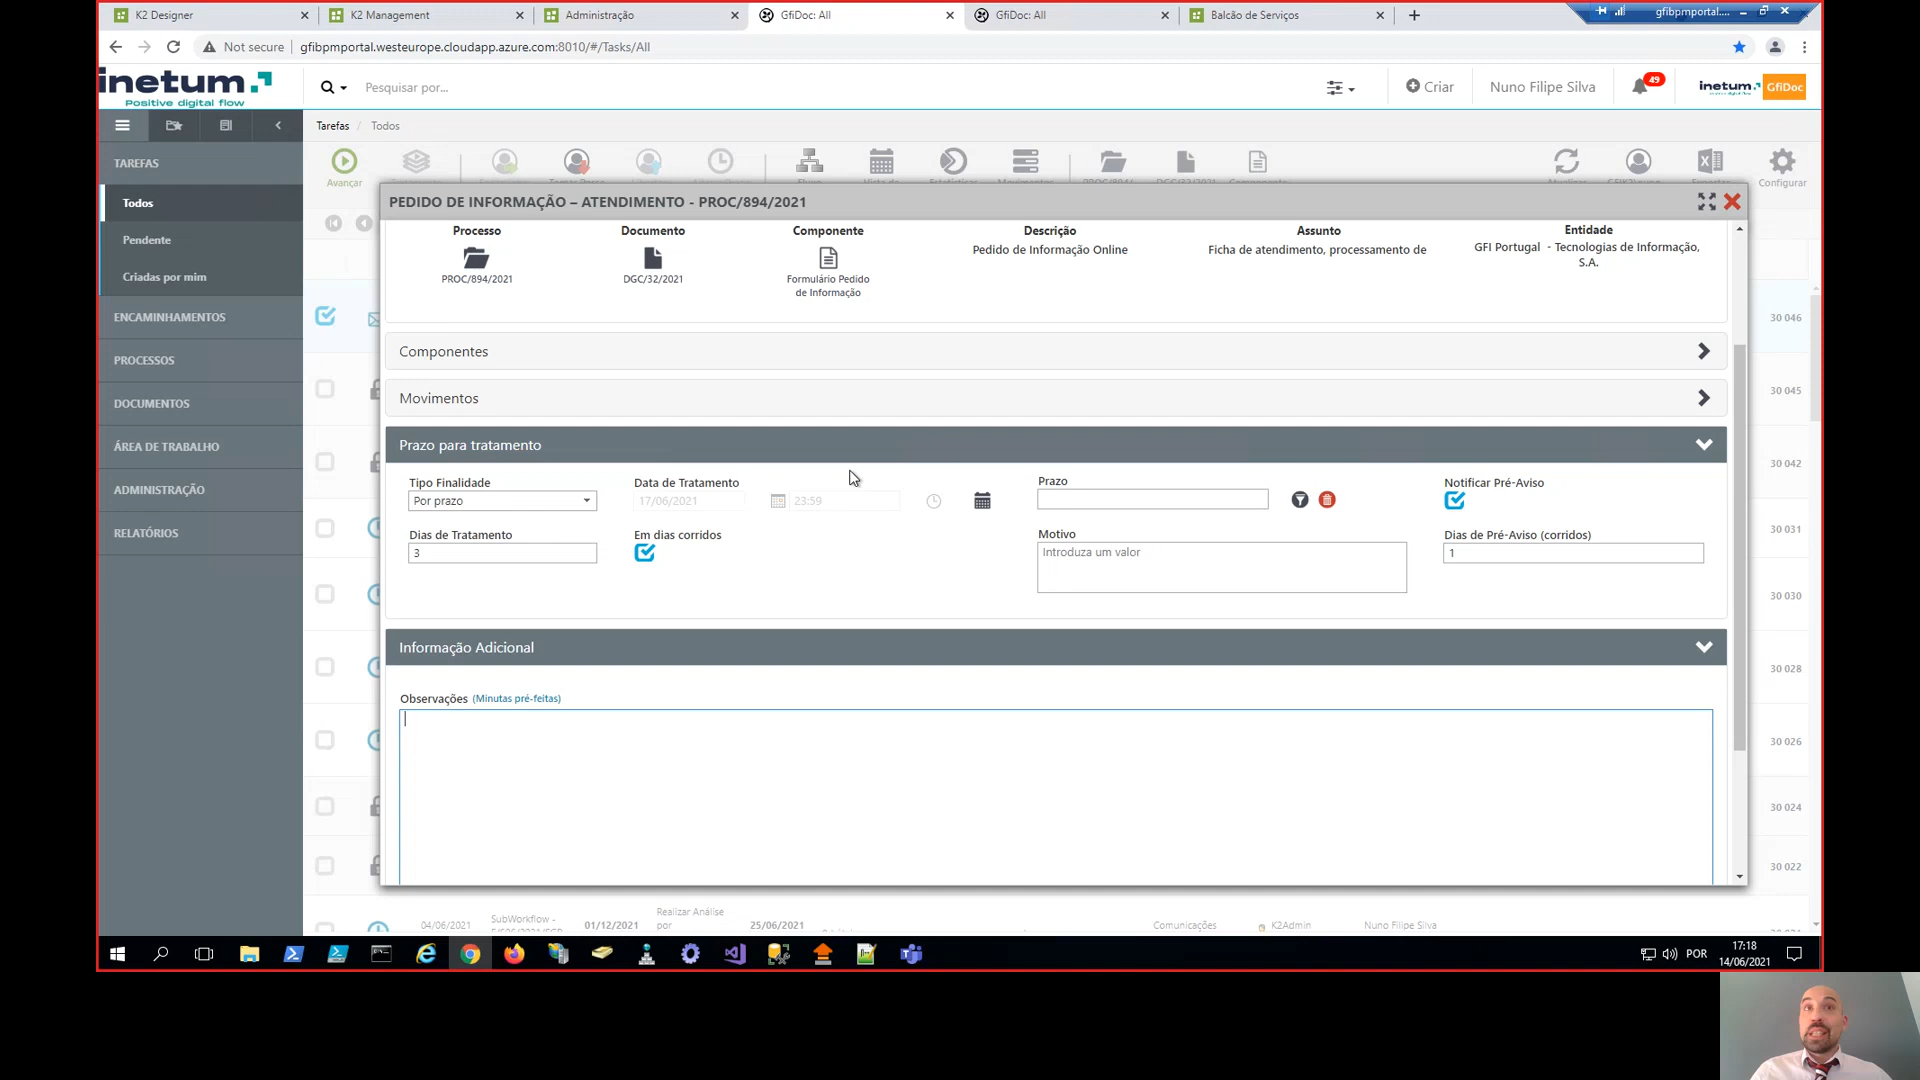 K2 Designer
K2 Management
Administração
GfiDoc: All
GfiDoc: All
Balcão de Serviços
gfibpmportal....
Not secure
gfibpmportal.westeurope.cloudapp.azure.com:8010/#/Tasks/All
inetum
Positive digital flow
Pesquisar por...
Criar
Nuno Filipe Silva
49
inetum
GfiDoc
Tarefas / Todos
TAREFAS
Todos
Pendente
Criadas por mim
ENCAMINHAMENTOS
PROCESSOS
DOCUMENTOS
ÁREA DE TRABALHO
ADMINISTRAÇÃO
RELATÓRIOS
Avançar
Configurar
PEDIDO DE INFORMAÇÃO – ATENDIMENTO - PROC/894/2021
Processo
PROC/894/2021
Documento
DGC/32/2021
Componente
Formulário Pedido
de Informação
Descrição
Pedido de Informação Online
Assunto
Ficha de atendimento, processamento de
Entidade
GFI Portugal - Tecnologias de Informação,
S.A.
Componentes
Movimentos
Prazo para tratamento
Tipo Finalidade
Por prazo
Data de Tratamento
17/06/2021
23:59
Prazo
Notificar Pré-Aviso
Dias de Tratamento
3
Em dias corridos
Motivo
Introduza um valor
Dias de Pré-Aviso (corridos)
1
Informação Adicional
Observações (Minutas pré-feitas)
30 046
30 045
30 042
30 031
30 030
30 028
30 026
30 024
30 022
04/06/2021
SubWorkflow -
01/12/2021
Realizar Análise
por
25/06/2021
Comunicações
K2Admin
Nuno Filipe Silva
POR
17:18
14/06/2021